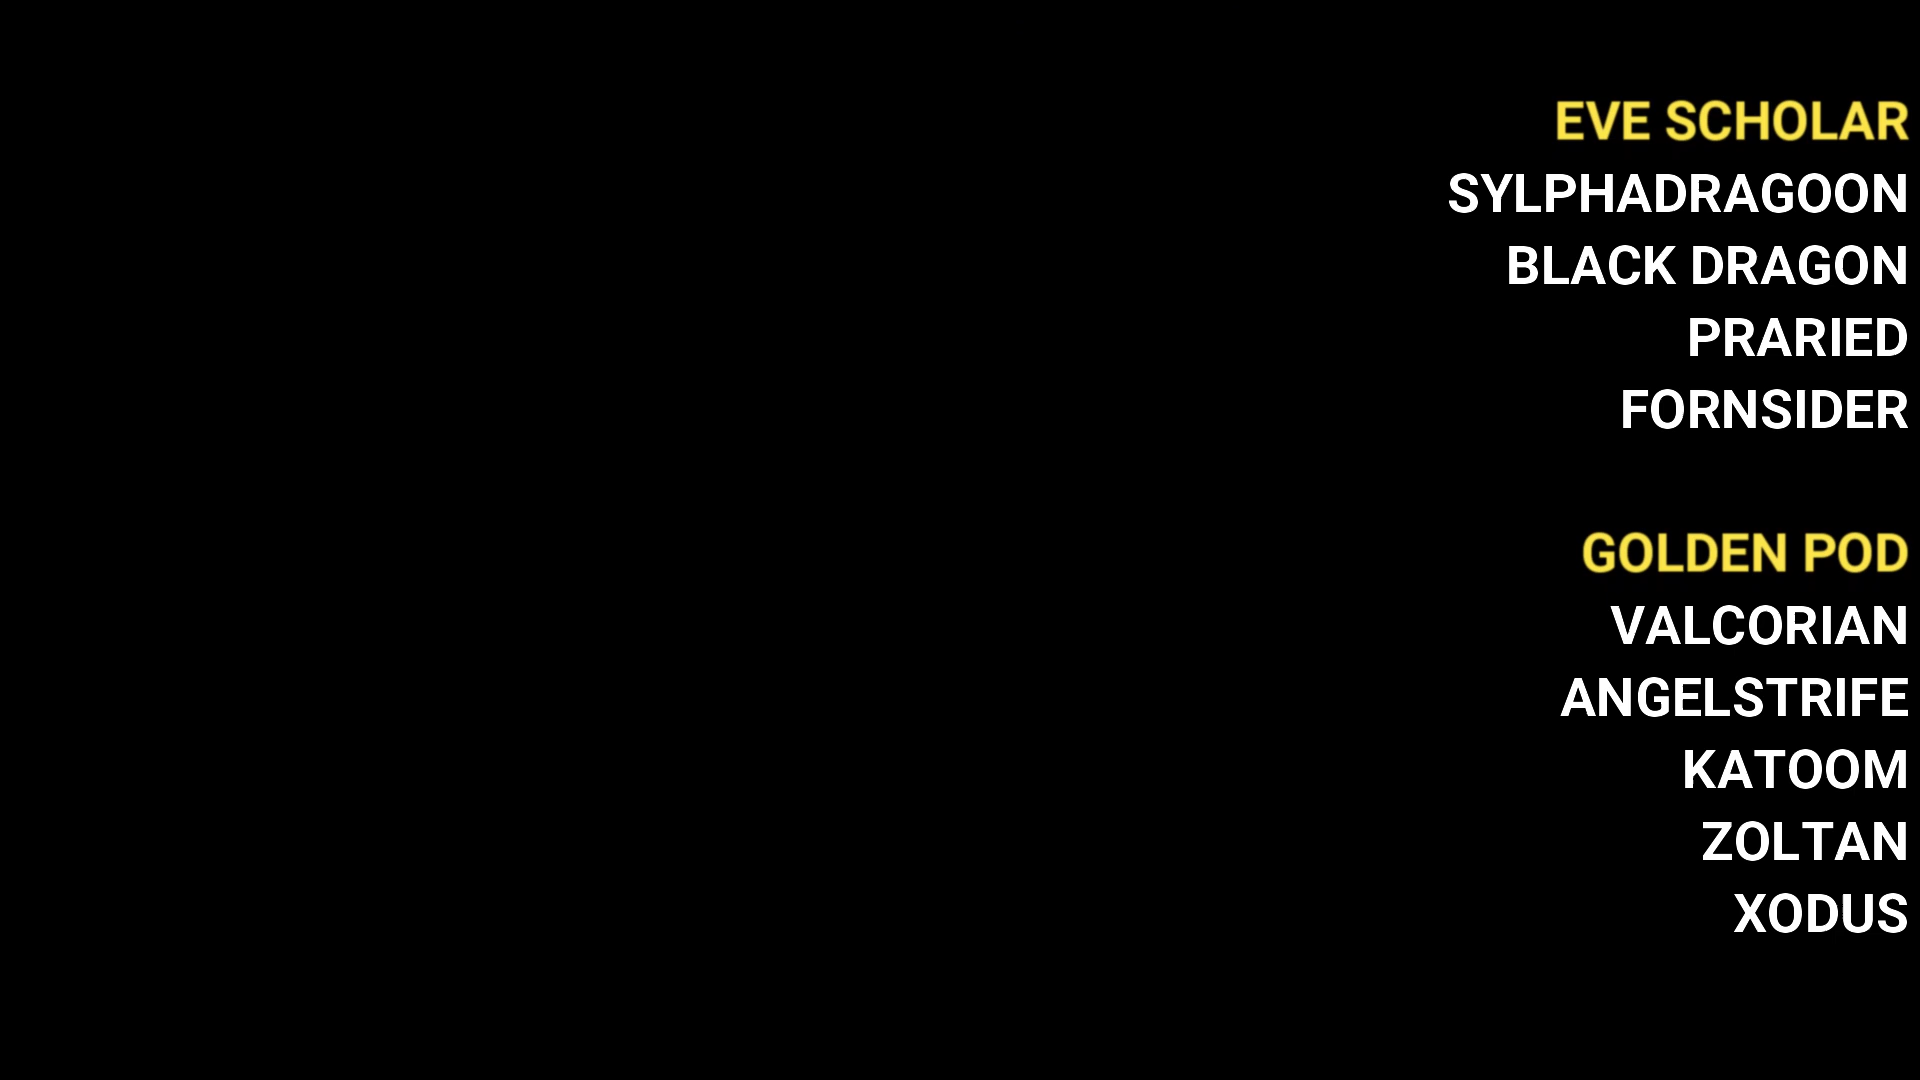 EVE SCHOLAR
SYLPHADRAGOON
BLACK DRAGON
PRARIED
FORNSIDER
GOLDEN POD
VALCORIAN
ANGELSTRIFE
KATOOM
ZOLTAN
XODUS